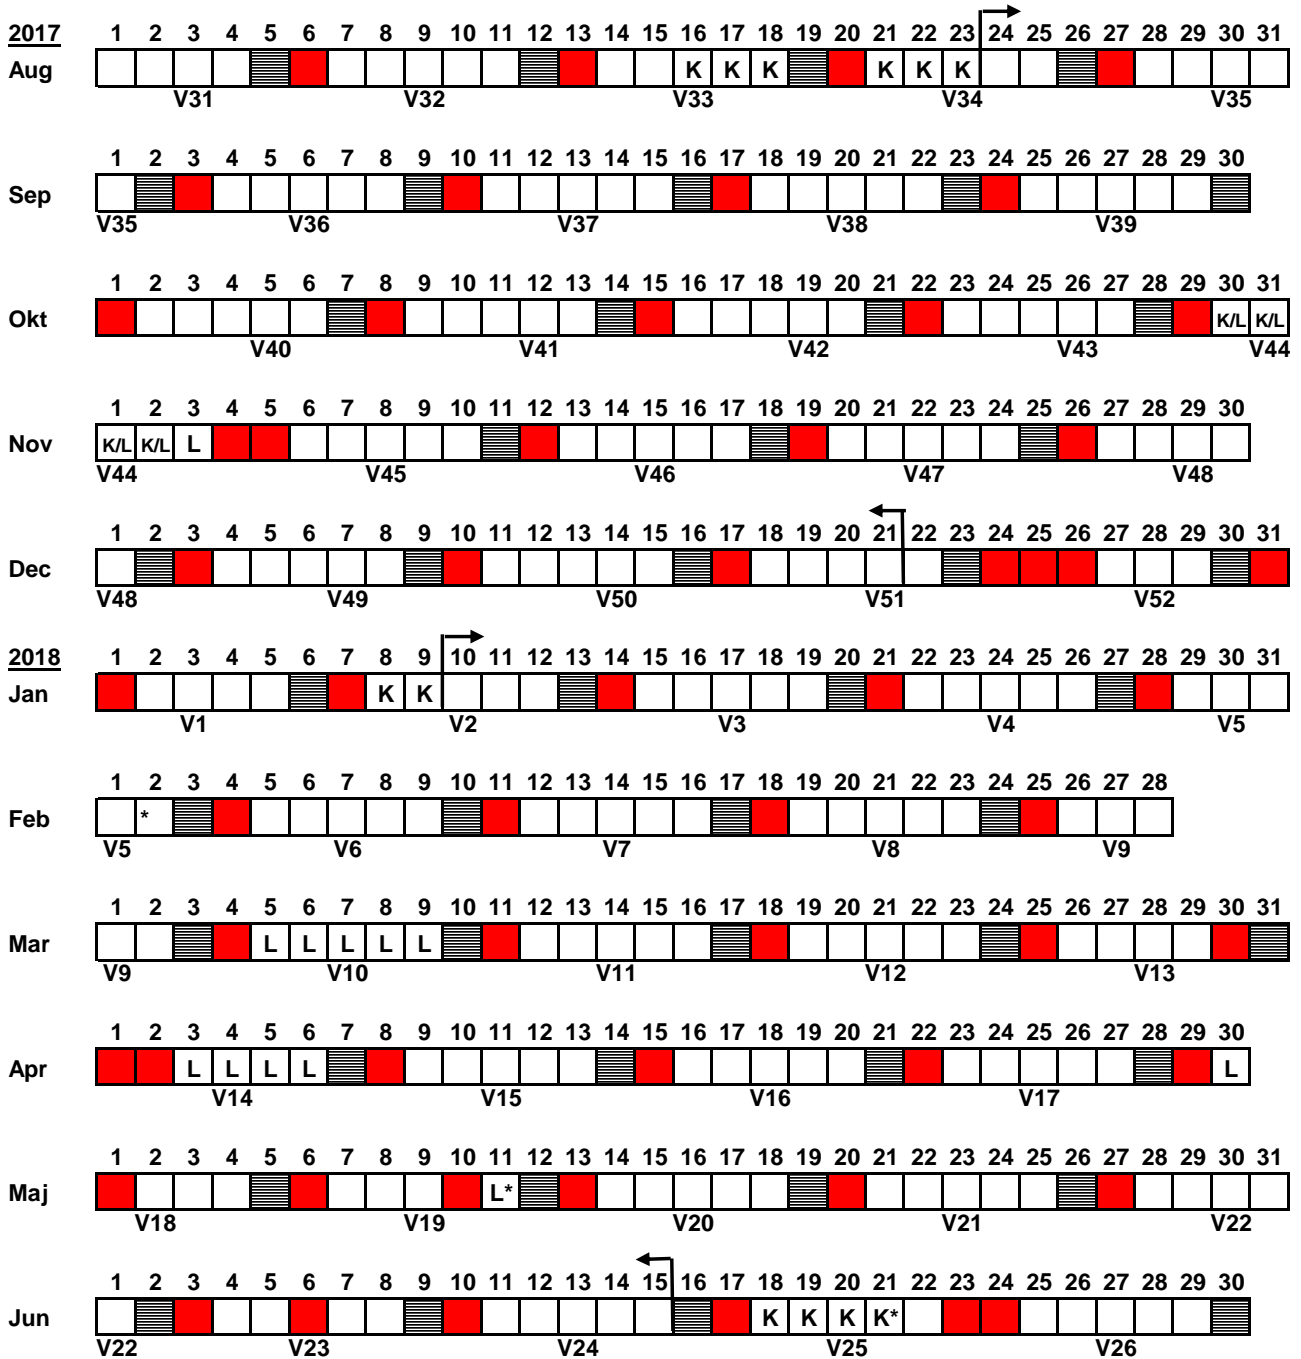 2017 1 2 3 4 5 6 7 8 9 10 11 12 13 14 15 16 17 18 19 20 21 22 23 24 25 26 27 28 29 30 31
Aug K K K K K K
V31 V32 V33 V34 V35
1 2 3 4 5 6 7 8 9 10 11 12 13 14 15 16 17 18 19 20 21 22 23 24 25 26 27 28 29 30
Sep
V35 V36 V37 V38 V39
1 2 3 4 5 6 7 8 9 10 11 12 13 14 15 16 17 18 19 20 21 22 23 24 25 26 27 28 29 30 31
Okt K/L K/L
V40 V41 V42 V43 V44
1 2 3 4 5 6 7 8 9 10 11 12 13 14 15 16 17 18 19 20 21 22 23 24 25 26 27 28 29 30
Nov K/L K/L L
V44 V45 V46 V47 V48
1 2 3 4 5 6 7 8 9 10 11 12 13 14 15 16 17 18 19 20 21 22 23 24 25 26 27 28 29 30 31
Dec
V48 V49 V50 V51 V52
2018 1 2 3 4 5 6 7 8 9 10 11 12 13 14 15 16 17 18 19 20 21 22 23 24 25 26 27 28 29 30 31
Jan K K
V1 V2 V3 V4 V5
1 2 3 4 5 6 7 8 9 10 11 12 13 14 15 16 17 18 19 20 21 22 23 24 25 26 27 28
Feb *
V5 V6 V7 V8 V9
1 2 3 4 5 6 7 8 9 10 11 12 13 14 15 16 17 18 19 20 21 22 23 24 25 26 27 28 29 30 31
Mar L L L L L
V9 V10 V11 V12 V13
1 2 3 4 5 6 7 8 9 10 11 12 13 14 15 16 17 18 19 20 21 22 23 24 25 26 27 28 29 30
Apr L L L L L
V14 V15 V16 V17
1 2 3 4 5 6 7 8 9 10 11 12 13 14 15 16 17 18 19 20 21 22 23 24 25 26 27 28 29 30 31
Maj L*
V18 V19 V20 V21 V22
1 2 3 4 5 6 7 8 9 10 11 12 13 14 15 16 17 18 19 20 21 22 23 24 25 26 27 28 29 30
Jun K K K K*
V22 V23 V24 V25 V26